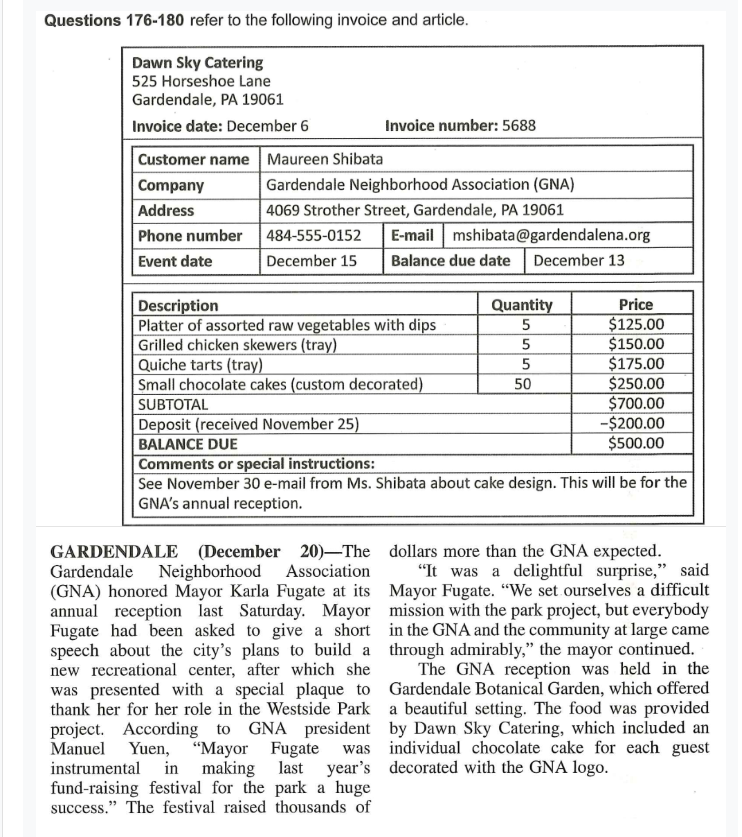 Questions 176-180 refer to the following invoice and article.
Dawn Sky Catering
525 Horseshoe Lane
Gardendale, PA 19061
Invoice date: December 6 Invoice number: 5688
Customer name Maureen Shibata
Company Gardendale Neighborhood Association (GNA)
Address 4069 Strother Street, Gardendale, PA 19061
Phone number 484-555-0152 E-mail mshibata@gardendalena.org
Event date December 15 Balance due date December 13
Description Quantity Price
Platter of assorted raw vegetables with dips 5 $125.00
Grilled chicken skewers (tray) 5 $150.00
Quiche tarts (tray) 5 $175.00
Small chocolate cakes (custom decorated) 50 $250.00
SUBTOTAL $700.00
Deposit (received November 25) –$200.00
BALANCE DUE $500.00
Comments or special instructions:
See November 30 e-mail from Ms. Shibata about cake design. This will be for the
GNA's annual reception.
GARDENDALE (December 20)—The
Gardendale Neighborhood Association
(GNA) honored Mayor Karla Fugate at its
annual reception last Saturday. Mayor
Fugate had been asked to give a short
speech about the city's plans to build a
new recreational center, after which she
was presented with a special plaque to
thank her for her role in the Westside Park
project. According to GNA president
Manuel Yuen, "Mayor Fugate was
instrumental in making last year's
fund-raising festival for the park a huge
success." The festival raised thousands of
dollars more than the GNA expected.
"It was a delightful surprise," said
Mayor Fugate. "We set ourselves a difficult
mission with the park project, but everybody
in the GNA and the community at large came
through admirably," the mayor continued.
The GNA reception was held in the
Gardendale Botanical Garden, which offered
a beautiful setting. The food was provided
by Dawn Sky Catering, which included an
individual chocolate cake for each guest
decorated with the GNA logo.